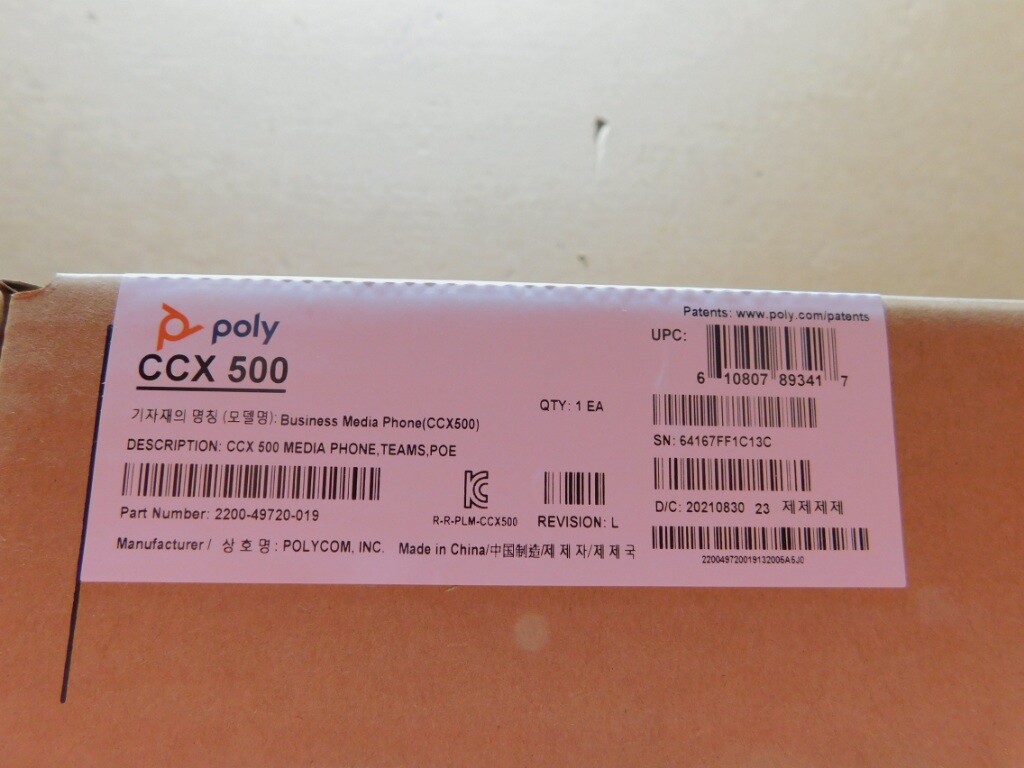 poly
CCX 500
기자재의 명칭 (모델명): Business Media Phone(CCX500)
QTY: 1 EA
DESCRIPTION: CCX 500 MEDIA PHONE,TEAMS,POE
Part Number: 2200-49720-019
R-R-PLM-CCX500
REVISION: L
Manufacturer / 상 호 명 : POLYCOM, INC. Made in China/中国制造/제 제 자/제 제 국
Patents: www.poly.com/patents
UPC:
6 10807 89341 7
SN: 64167FF1C13C
D/C: 20210830 23 제제제제
220049720019132006A5J0